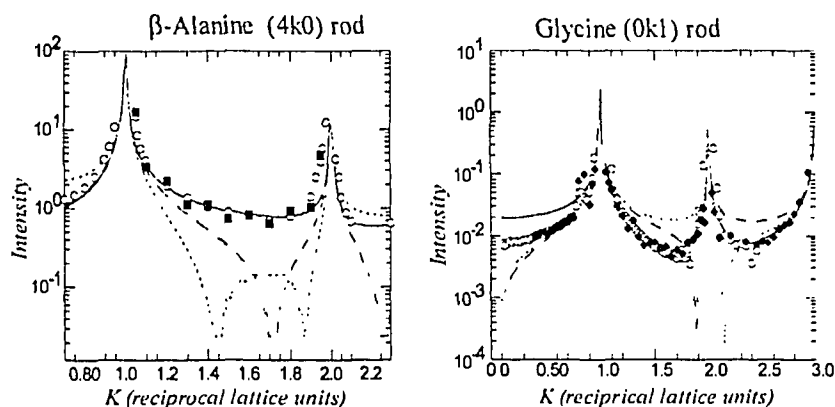 β-Alanine (4k0) rod
Intensity
10²
10¹
10⁰
10⁻¹
0.80 1.0 1.2 1.4 1.6 1.8 2.0 2.2
K (reciprocal lattice units)
Glycine (0k1) rod
Intensity
10¹
10⁰
10⁻¹
10⁻²
10⁻³
10⁻⁴
0.0 0.50 1.0 1.5 2.0 2.5 3.0
K (reciprical lattice units)